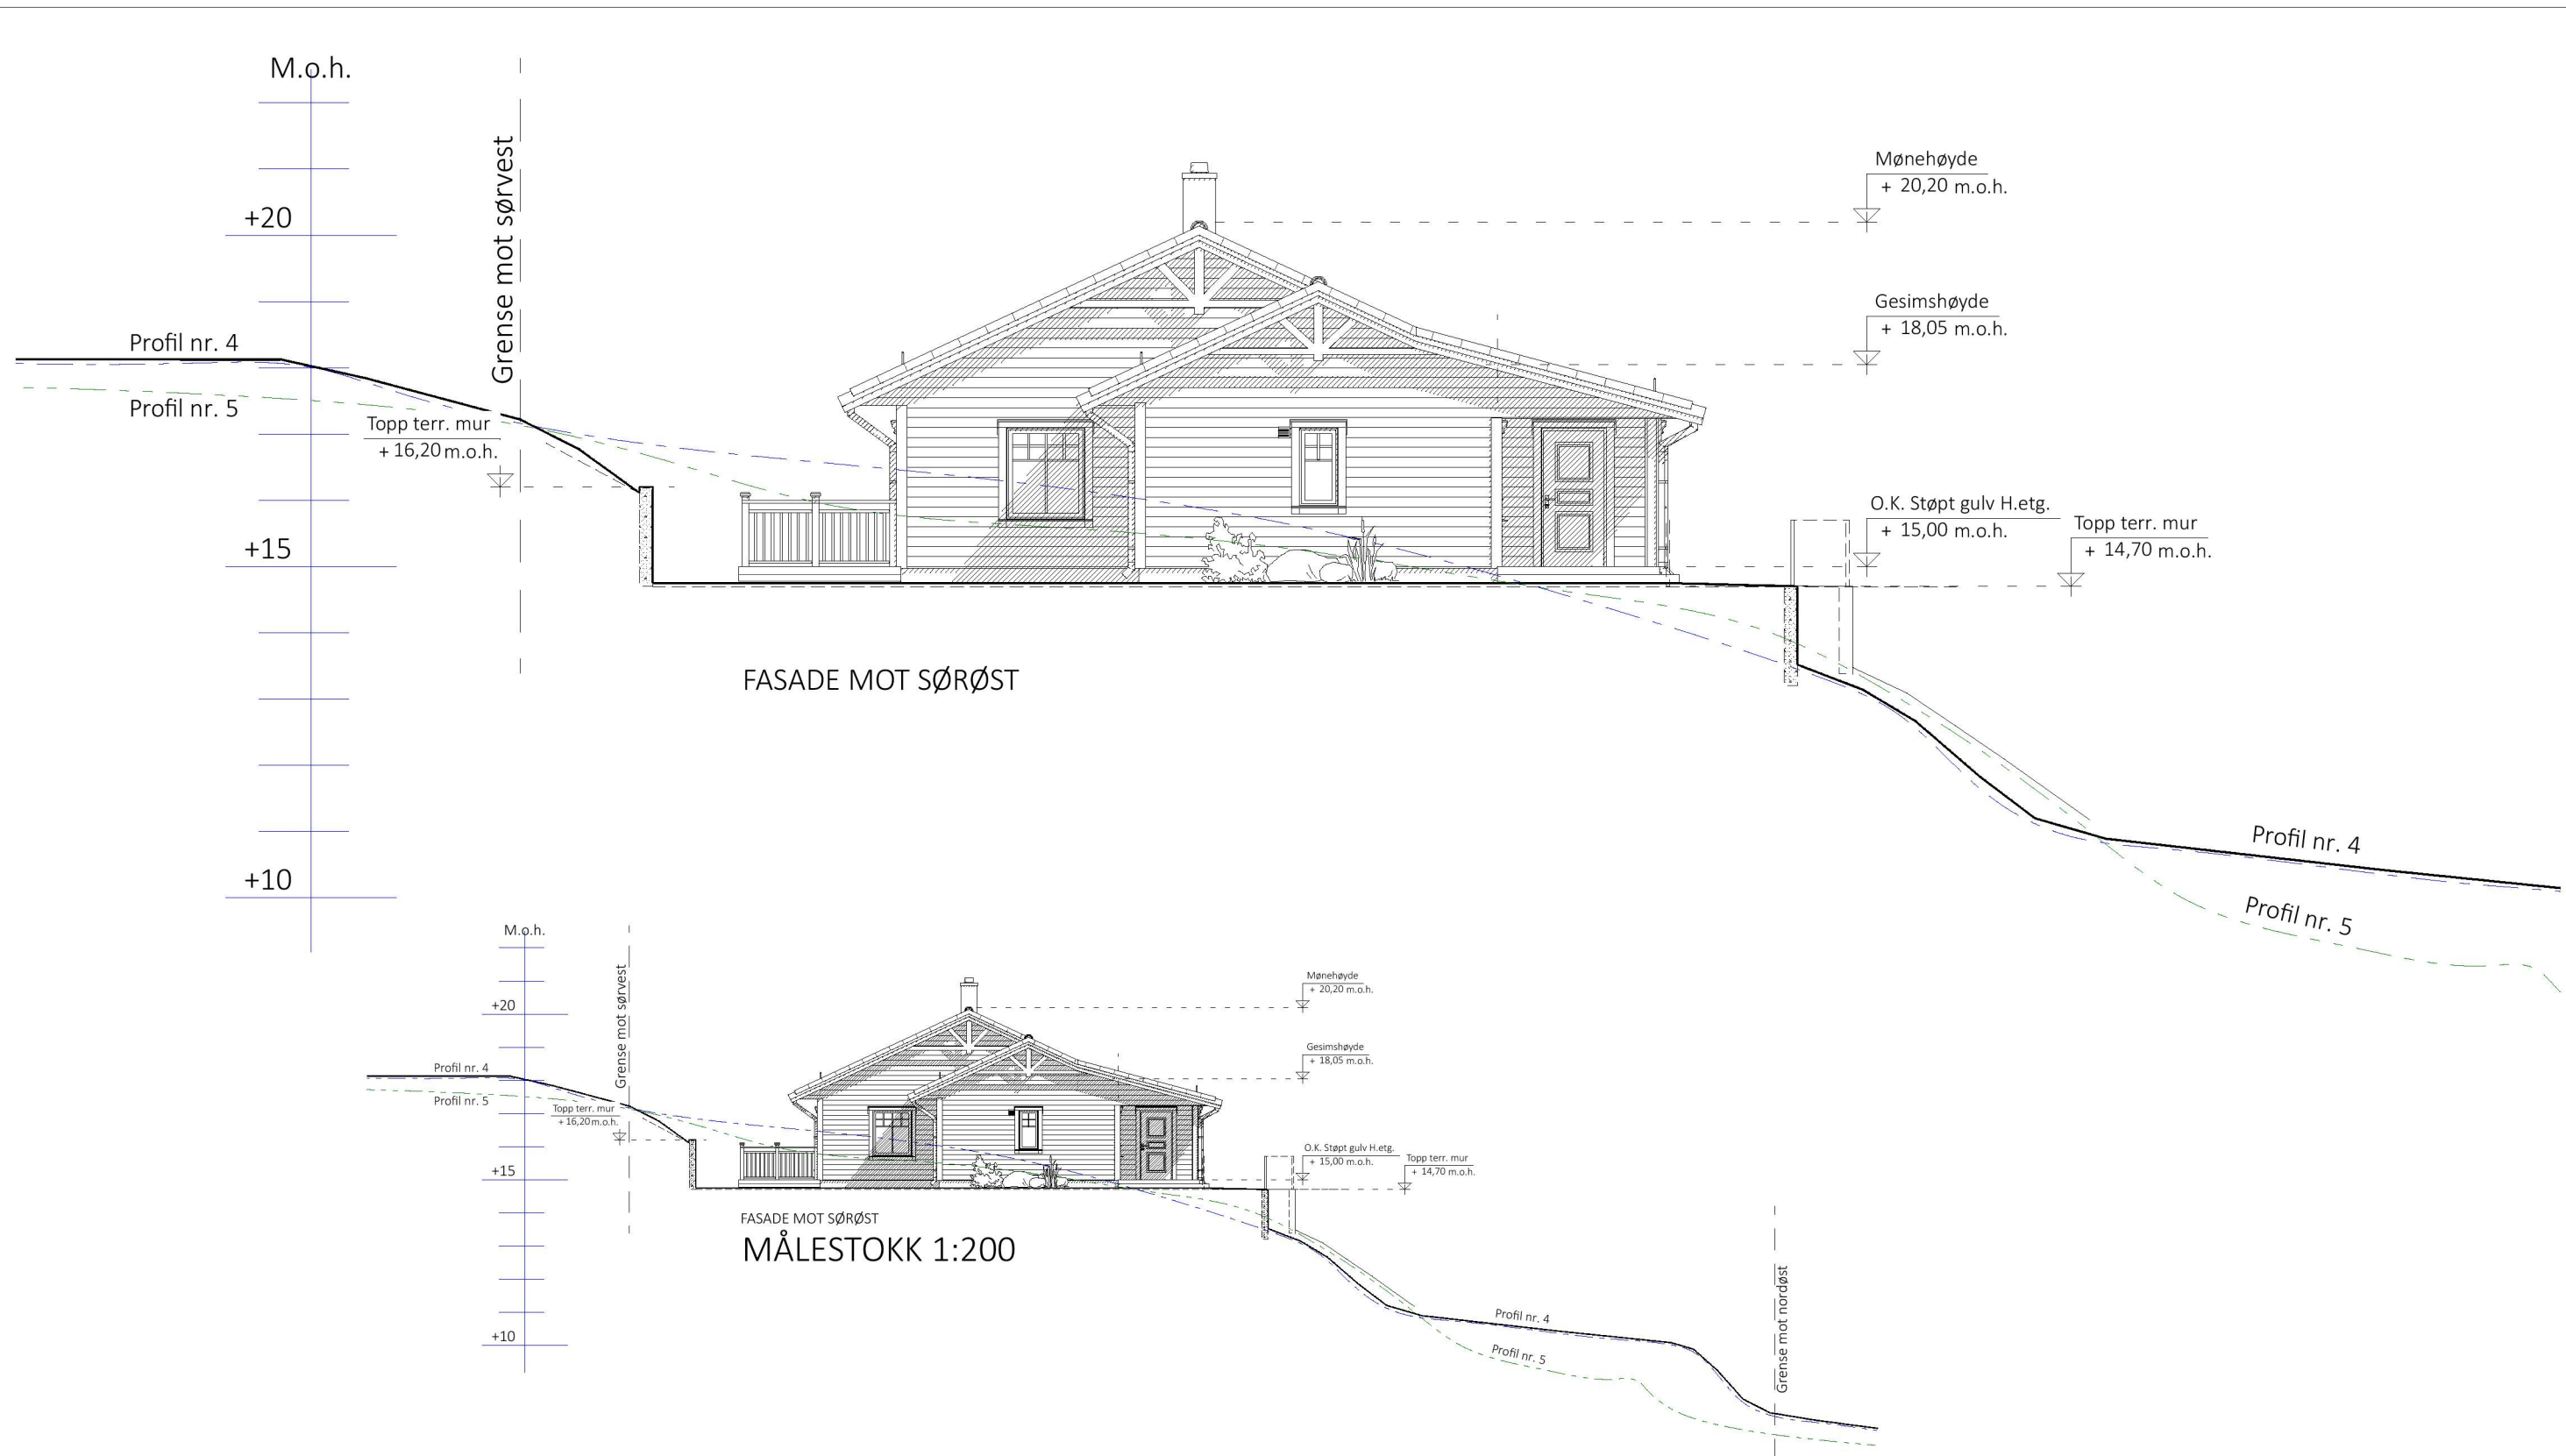 M.o.h.
Grense mot sørvest
+20
Profil nr. 4
Profil nr. 5
Topp terr. mur
+ 16,20 m.o.h.
+15
+10
Mønehøyde
+ 20,20 m.o.h.
Gesimshøyde
+ 18,05 m.o.h.
O.K. Støpt gulv H.etg.
+ 15,00 m.o.h.
Topp terr. mur
+ 14,70 m.o.h.
FASADE MOT SØRØST
Profil nr. 4
Profil nr. 5
M.o.h.
Grense mot sørvest
+20
Profil nr. 4
Profil nr. 5
Topp terr. mur
+ 16,20 m.o.h.
+15
+10
Mønehøyde
+ 20,20 m.o.h.
Gesimshøyde
+ 18,05 m.o.h.
O.K. Støpt gulv H.etg.
+ 15,00 m.o.h.
Topp terr. mur
+ 14,70 m.o.h.
FASADE MOT SØRØST
MÅLESTOKK 1:200
Profil nr. 4
Profil nr. 5
Grense mot nordøst